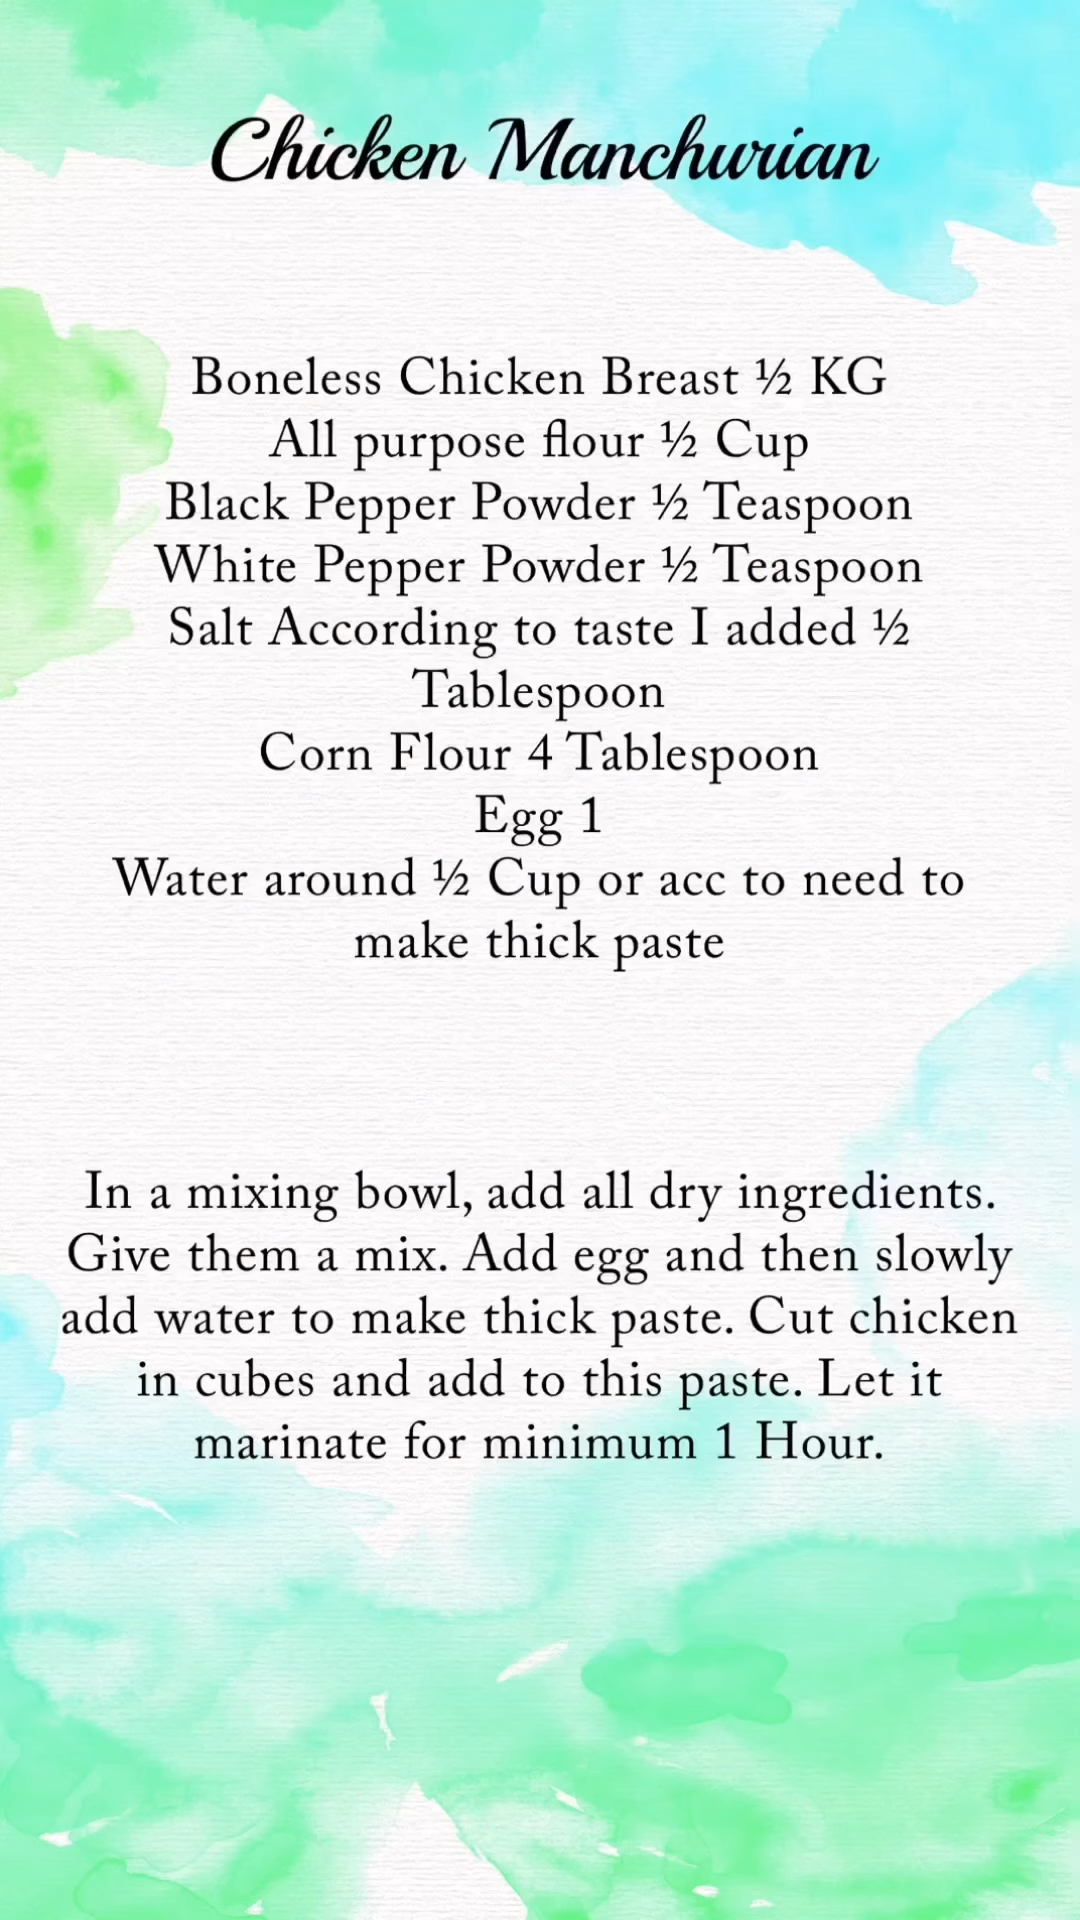 Chicken Manchurian
Boneless Chicken Breast ½ KG
All purpose flour ½ Cup
Black Pepper Powder ½ Teaspoon
White Pepper Powder ½ Teaspoon
Salt According to taste I added ½
Tablespoon
Corn Flour 4 Tablespoon
Egg 1
Water around ½ Cup or acc to need to
make thick paste
In a mixing bowl, add all dry ingredients.
Give them a mix. Add egg and then slowly
add water to make thick paste. Cut chicken
in cubes and add to this paste. Let it
marinate for minimum 1 Hour.